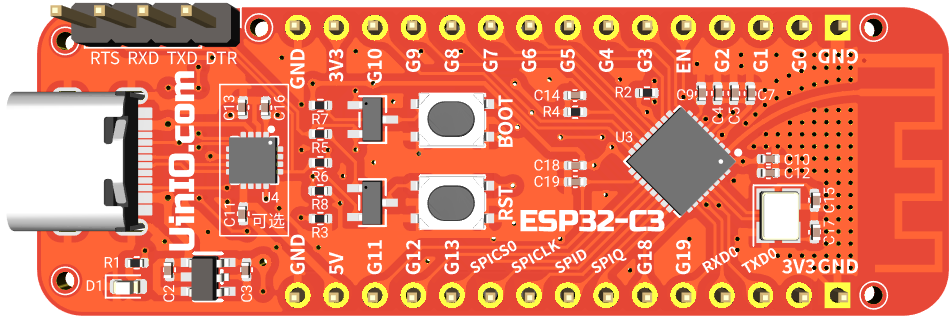 RTS RXD TXD DTR
GND 3V3 G10 G9 G8 G7 G6 G5 G4 G3 EN G2 G1 G0 GND
UinIO.com
C13 C16
U4
C11 可选
R7
R5
R6
R8
R3
BOOT
RST
C14
R4
R2
C9 C4 C5 C7
U3
C18
C19
C10
C12
C15
C17
ESP32-C3
R1
D1
C2 C3
GND 5V G11 G12 G13 SPICS0 SPICLK SPID SPIQ G18 G19 RXD0 TXD0 3V3 GND